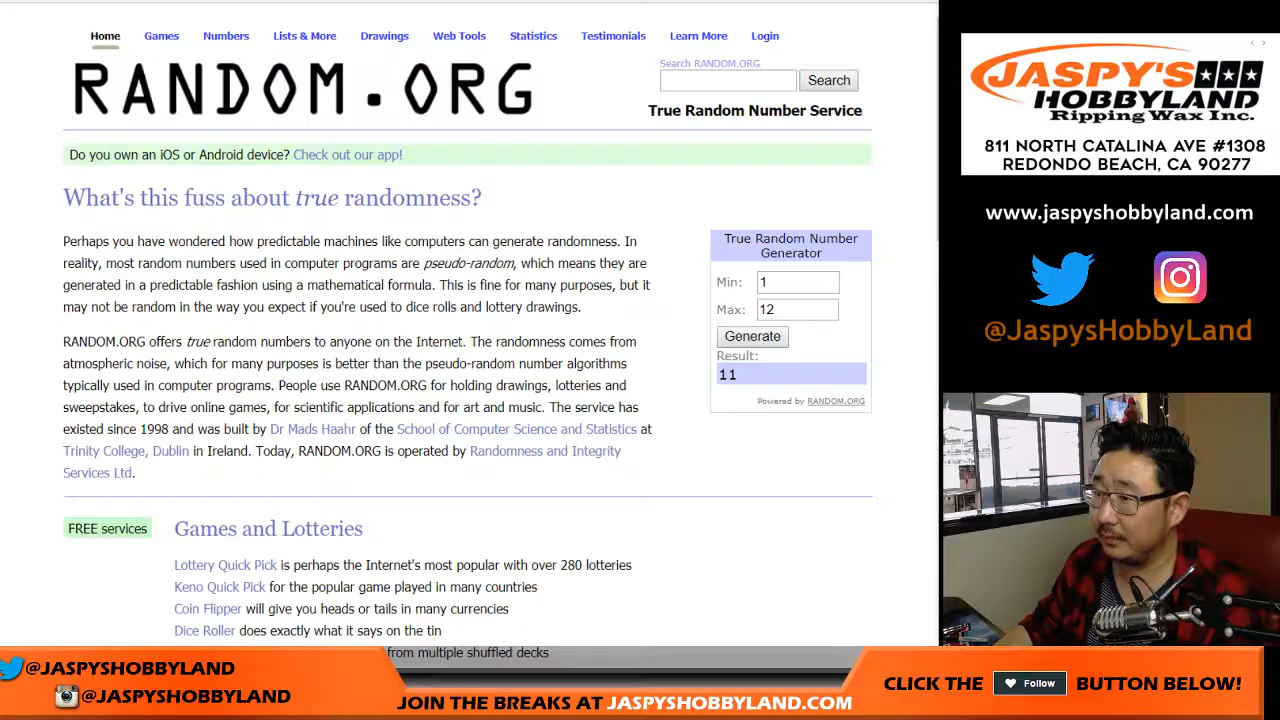 Home Games Numbers Lists & More Drawings Web Tools Statistics Testimonials Learn More Login
RANDOM.ORG
Search RANDOM.ORG
Search
True Random Number Service
Do you own an iOS or Android device? Check out our app!
What's this fuss about true randomness?
Perhaps you have wondered how predictable machines like computers can generate randomness. In
reality, most random numbers used in computer programs are pseudo-random, which means they are
generated in a predictable fashion using a mathematical formula. This is fine for many purposes, but it
may not be random in the way you expect if you're used to dice rolls and lottery drawings.
RANDOM.ORG offers true random numbers to anyone on the Internet. The randomness comes from
atmospheric noise, which for many purposes is better than the pseudo-random number algorithms
typically used in computer programs. People use RANDOM.ORG for holding drawings, lotteries and
sweepstakes, to drive online games, for scientific applications and for art and music. The service has
existed since 1998 and was built by Dr Mads Haahr of the School of Computer Science and Statistics at
Trinity College, Dublin in Ireland. Today, RANDOM.ORG is operated by Randomness and Integrity
Services Ltd.
True Random Number
Generator
Min: 1
Max: 12
Generate
Result:
11
Powered by RANDOM.ORG
FREE services
Games and Lotteries
Lottery Quick Pick is perhaps the Internet's most popular with over 280 lotteries
Keno Quick Pick for the popular game played in many countries
Coin Flipper will give you heads or tails in many currencies
Dice Roller does exactly what it says on the tin
from multiple shuffled decks
JASPY'S
HOBBYLAND
Ripping Wax Inc.
811 NORTH CATALINA AVE #1308
REDONDO BEACH, CA 90277
www.jaspyshobbyland.com
@JaspysHobbyLand
@JASPYSHOBBYLAND
@JASPYSHOBBYLAND
JOIN THE BREAKS AT JASPYSHOBBYLAND.COM
CLICK THE Follow BUTTON BELOW!